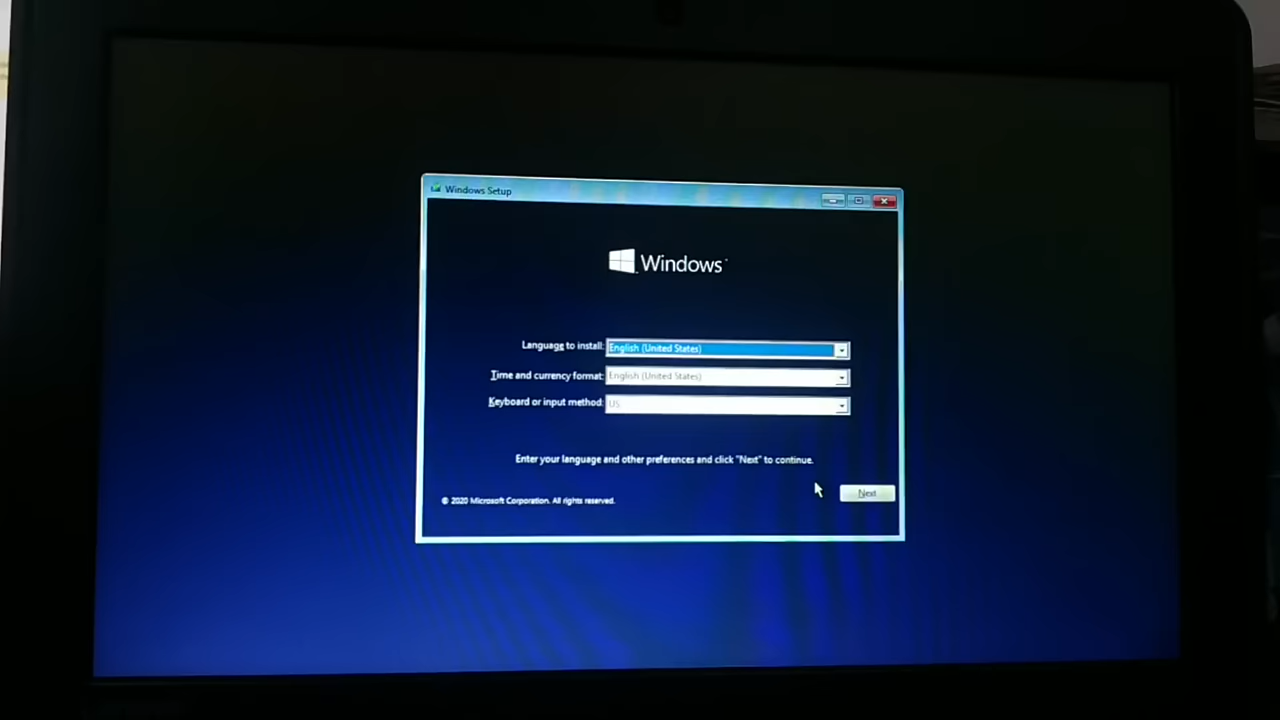 Windows Setup
Windows
Language to install: English (United States)
Time and currency format: English (United States)
Keyboard or input method: US
Enter your language and other preferences and click "Next" to continue.
© 2020 Microsoft Corporation. All rights reserved.
Next